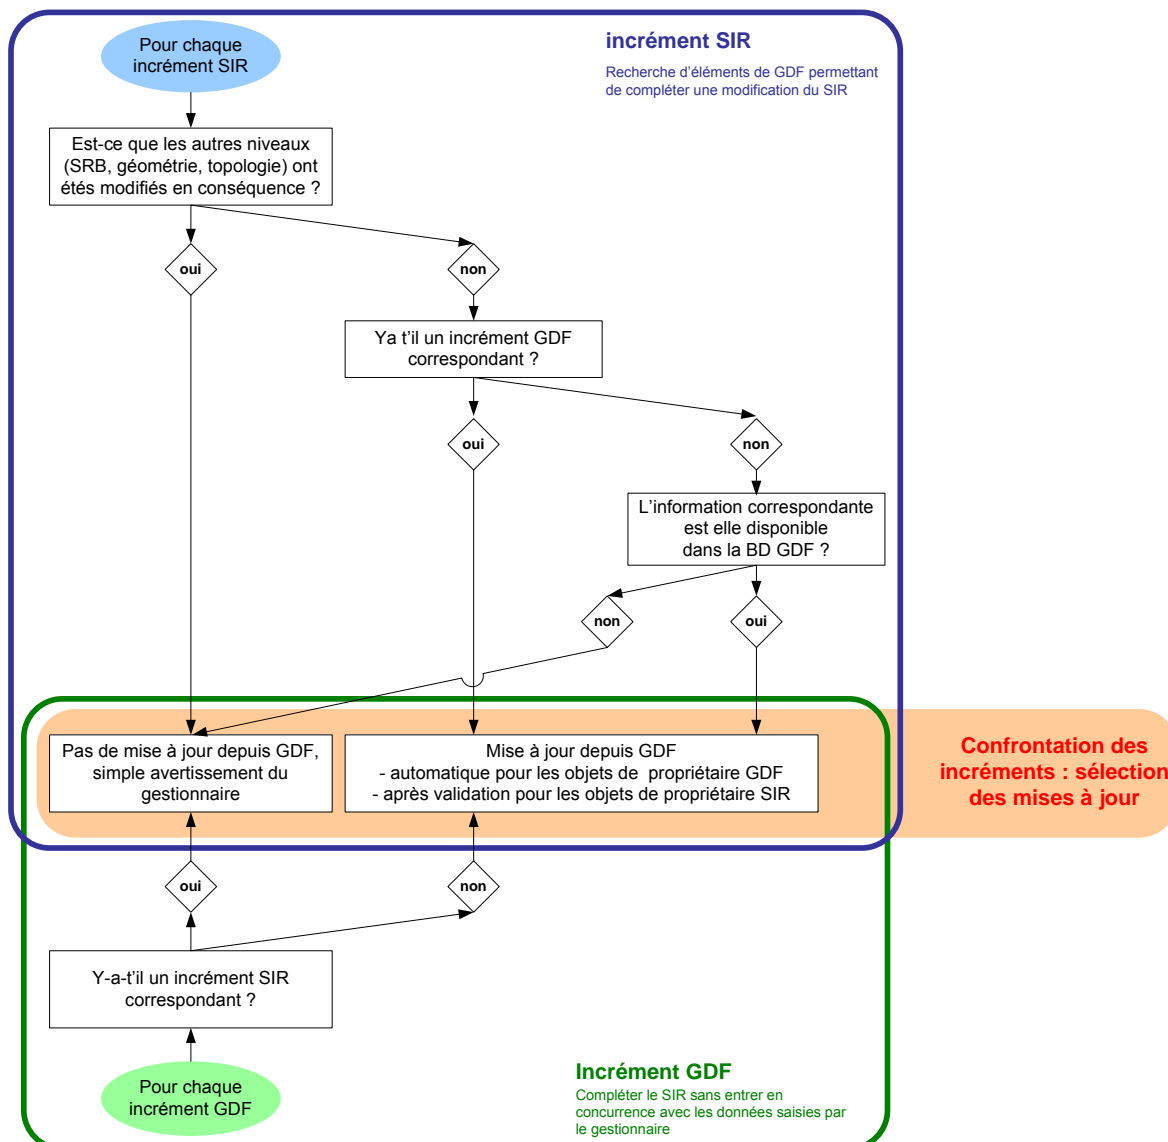 Pour chaque
incrément SIR
incrément SIR
Recherche d'éléments de GDF permettant
de compléter une modification du SIR
Est-ce que les autres niveaux
(SRB, géométrie, topologie) ont
étés modifiés en conséquence ?
oui
non
Ya t'il un incrément GDF
correspondant ?
oui
non
L'information correspondante
est elle disponible
dans la BD GDF ?
non
oui
Pas de mise à jour depuis GDF,
simple avertissement du
gestionnaire
Mise à jour depuis GDF
- automatique pour les objets de propriétaire GDF
- après validation pour les objets de propriétaire SIR
Confrontation des
incréments : sélection
des mises à jour
oui
non
Y-a-t'il un incrément SIR
correspondant ?
Pour chaque
incrément GDF
Incrément GDF
Compléter le SIR sans entrer en
concurrence avec les données saisies par
le gestionnaire